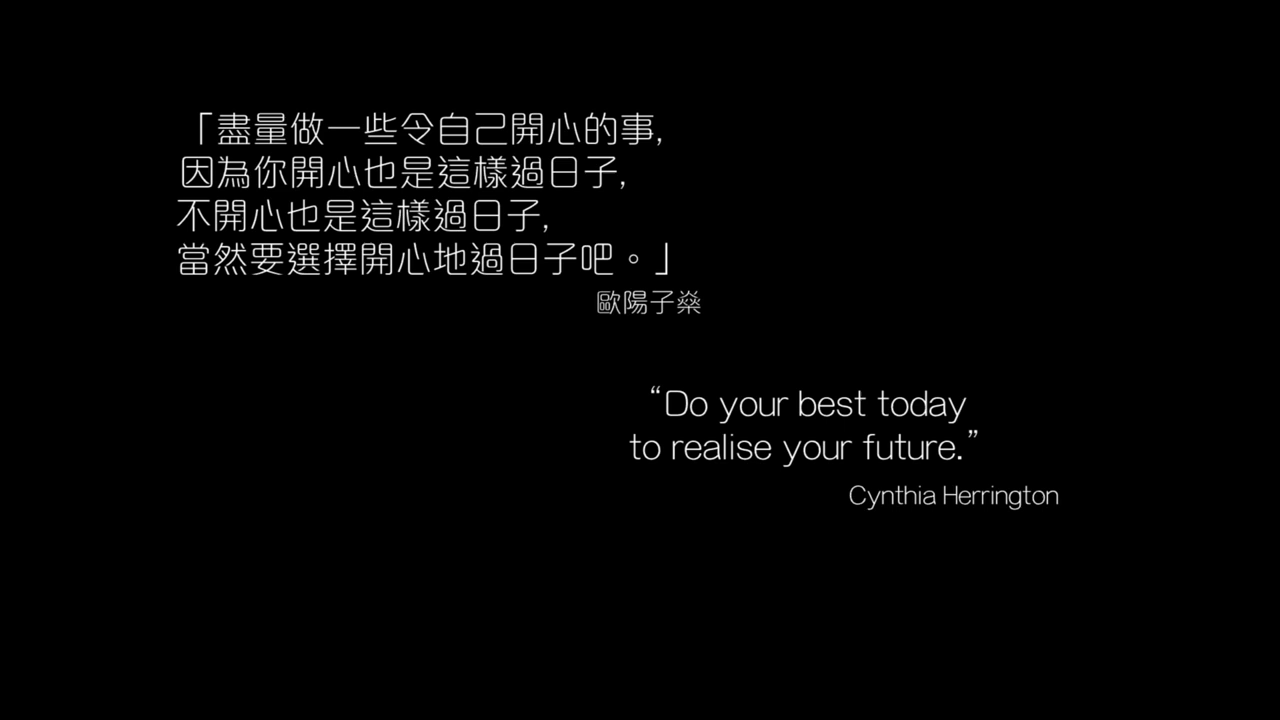 「盡量做一些令自己開心的事,
因為你開心也是這樣過日子,
不開心也是這樣過日子,
當然要選擇開心地過日子吧。」
歐陽子燊
“Do your best today
to realise your future.”
Cynthia Herrington